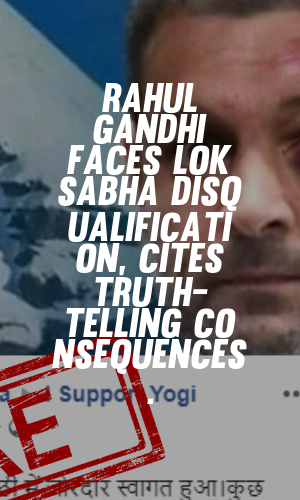 RAHUL
GANDHI
FACES LOK
SABHA DISQ
UALIFICATI
ON, CITES
TRUTH-
TELLING CO
NSEQUENCES
.
I Support Yogi
स्वागत हुआ।कुछ